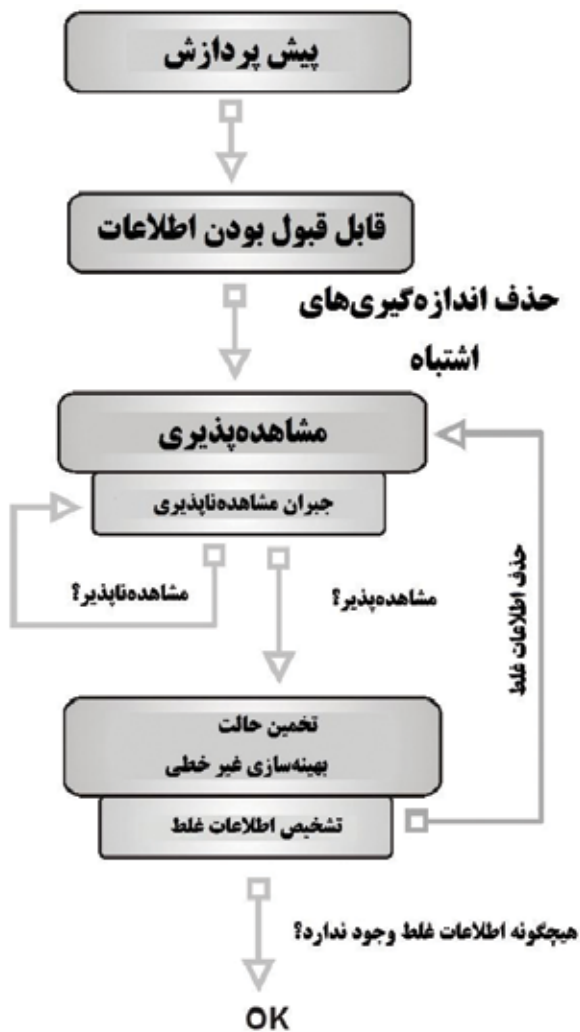 پیش پردازش
قابل قبول بودن اطلاعات
حذف اندازه‌گیری‌های
اشتباه
مشاهده‌پذیری
جبران مشاهده‌ناپذیری
مشاهده‌ناپذیر؟
مشاهده‌پذیر؟
حذف اطلاعات غلط
تخمین حالت
بهینه‌سازی غیر خطی
تشخیص اطلاعات غلط
هیچگونه اطلاعات غلط وجود ندارد؟
OK